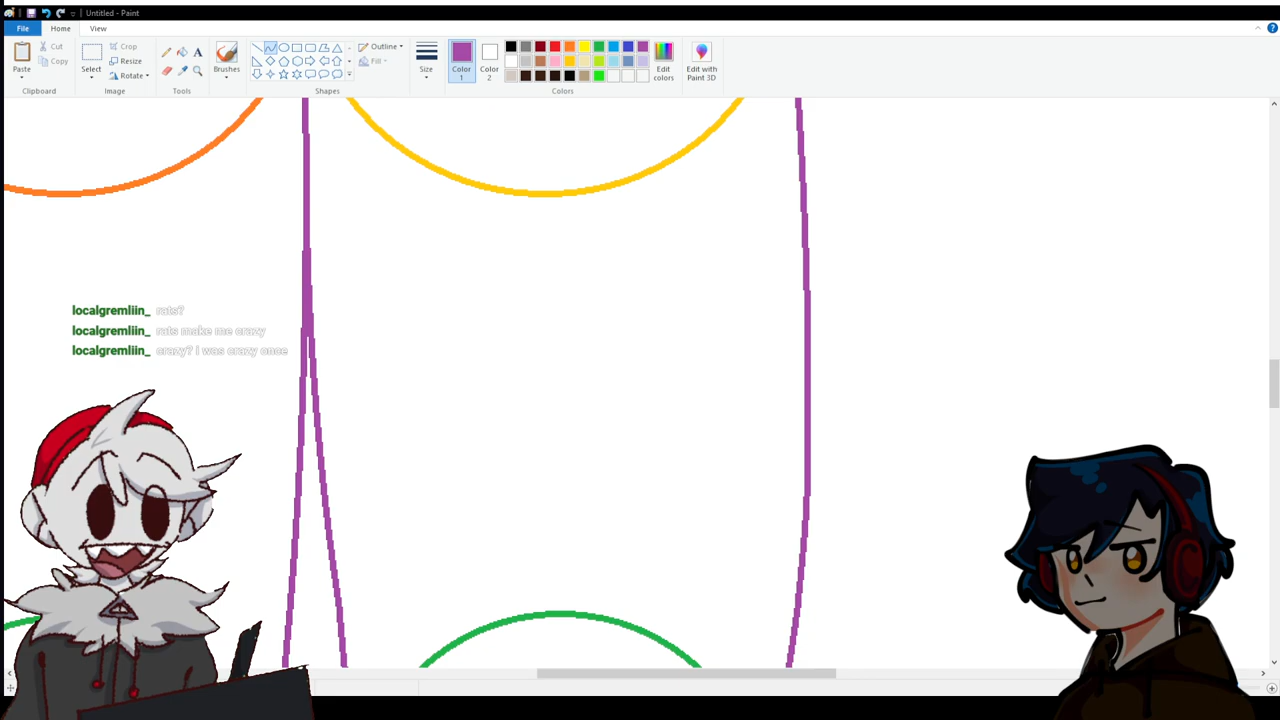 Untitled - Paint
File Home View
Paste
Cut
Copy
Clipboard
Select
Crop
Resize
Rotate
Image
A
Tools
Brushes
Outline
Fill
Shapes
Size
Color 1
Color 2
Edit colors
Colors
Edit with Paint 3D
localgremliin_ rats?
localgremliin_ rats make me crazy
localgremliin_ crazy? I was crazy once